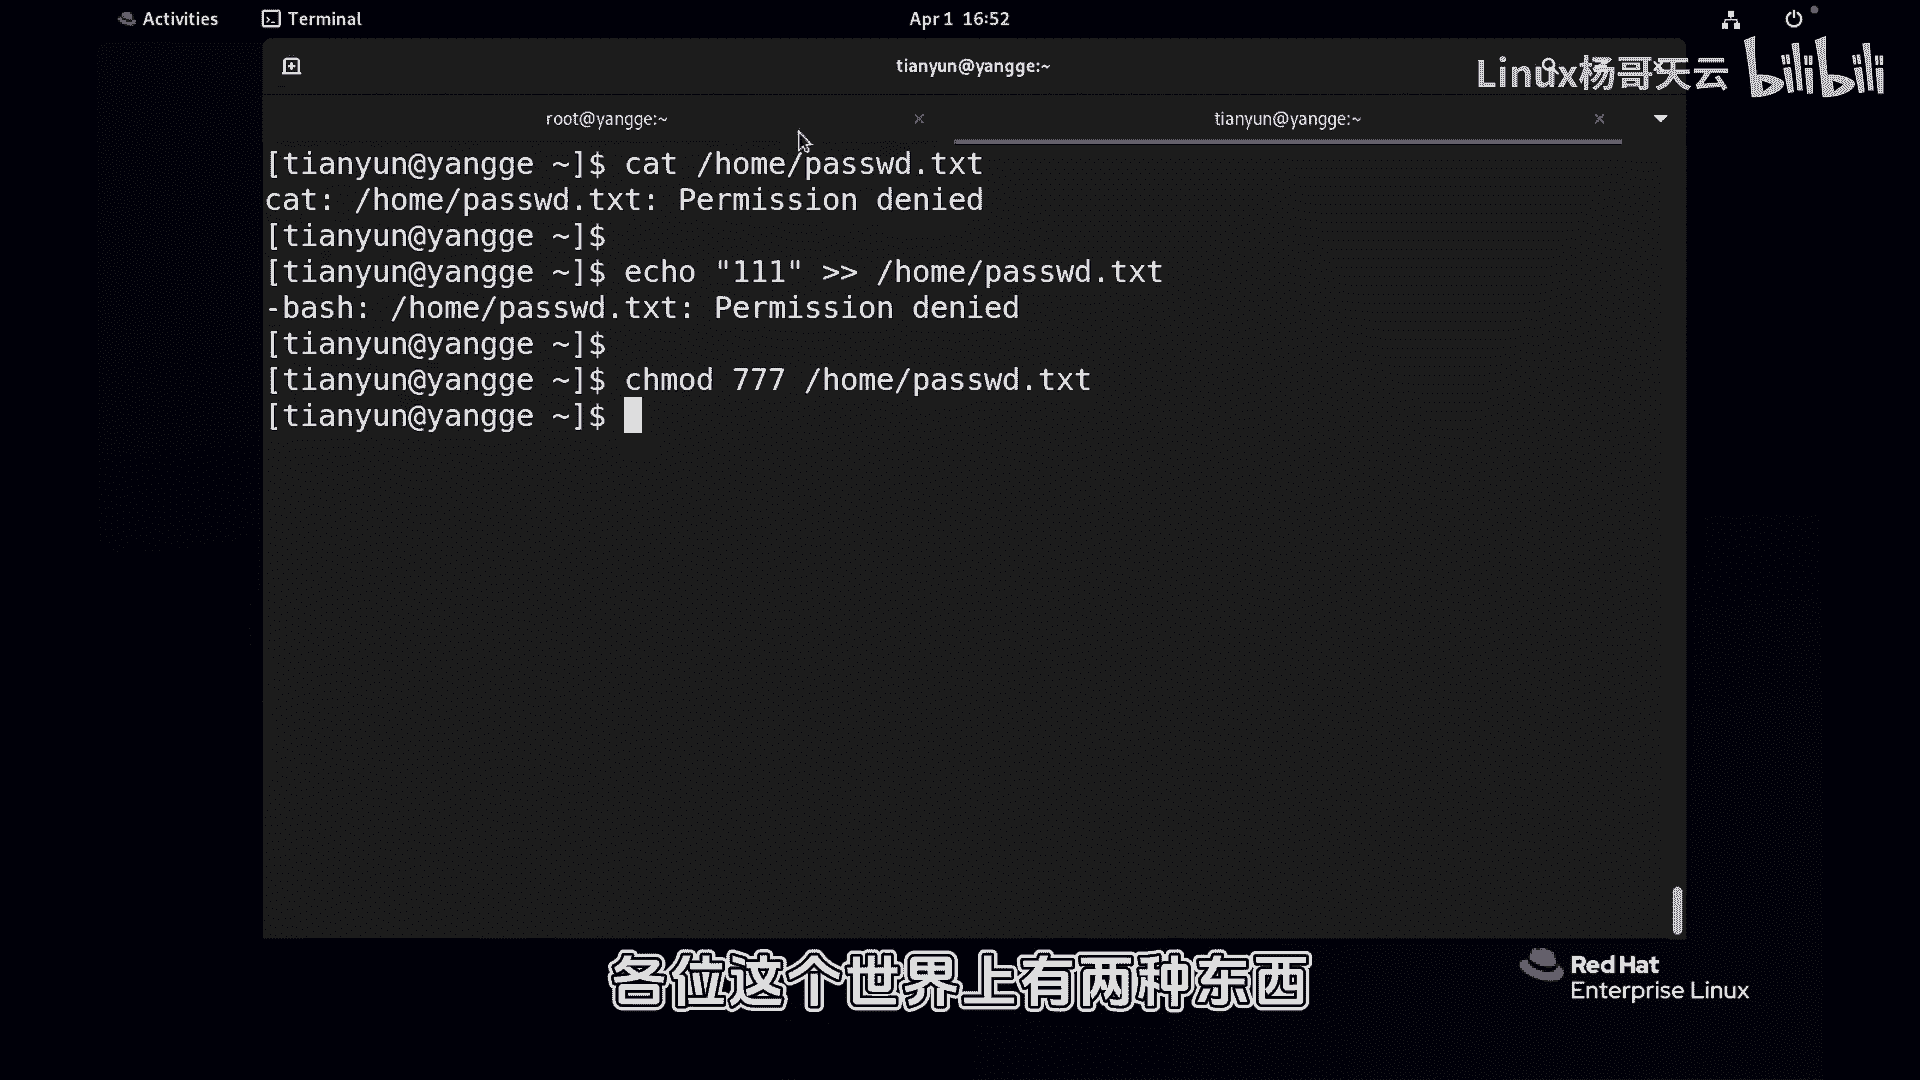 Activities
Terminal
Apr 1 16:52
tianyun@yangge:~
Linux杨哥天云 bilibili
root@yangge:~
tianyun@yangge:~
[tianyun@yangge ~]$ cat /home/passwd.txt
cat: /home/passwd.txt: Permission denied
[tianyun@yangge ~]$
[tianyun@yangge ~]$ echo "111" >> /home/passwd.txt
-bash: /home/passwd.txt: Permission denied
[tianyun@yangge ~]$
[tianyun@yangge ~]$ chmod 777 /home/passwd.txt
[tianyun@yangge ~]$
各位这个世界上有两种东西
Red Hat
Enterprise Linux